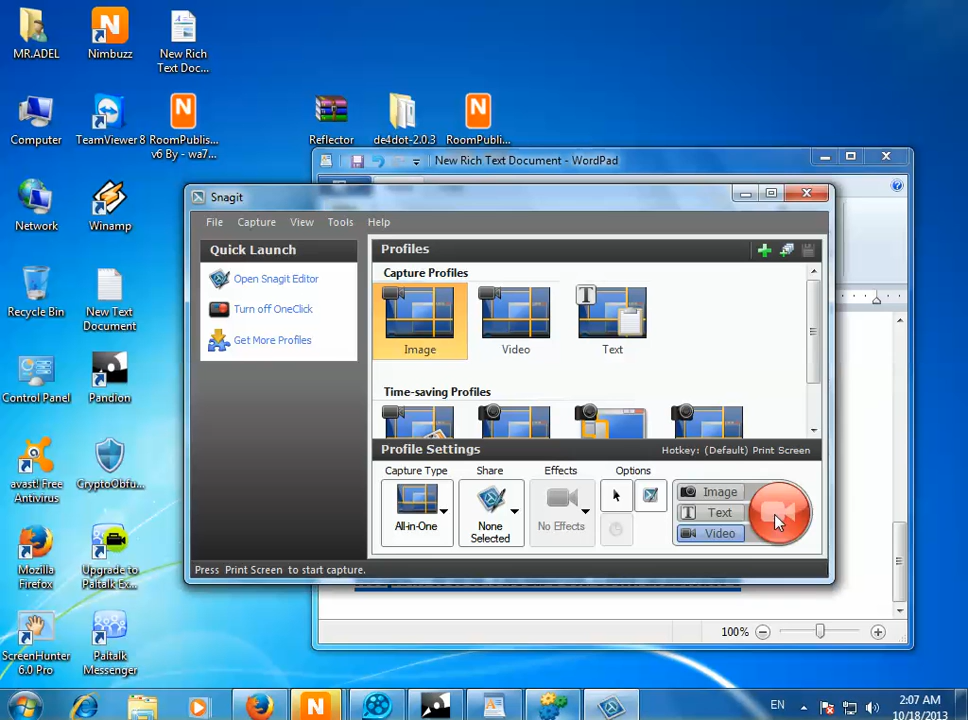 MR.ADEL
Nimbuzz
New Rich
Text Doc...
Computer
TeamViewer 8
RoomPublis...
v6 By - wa7...
Reflector
de4dot-2.0.3
RoomPubli...
Network
Winamp
Recycle Bin
New Text
Document
Control Panel
Pandion
avast! Free
Antivirus
CryptoObfu...
Mozilla
Firefox
Upgrade to
Paltalk Ex...
ScreenHunter
6.0 Pro
Paltalk
Messenger
New Rich Text Document - WordPad
Snagit
File
Capture
View
Tools
Help
Quick Launch
Open Snagit Editor
Turn off OneClick
Get More Profiles
Profiles
Capture Profiles
Image
Video
T
Text
Time-saving Profiles
Profile Settings
Hotkey: (Default) Print Screen
Capture Type
Share
Effects
Options
All-in-One
None
Selected
No Effects
Image
T Text
Video
Press Print Screen to start capture.
100%
EN
2:07 AM
10/18/2013